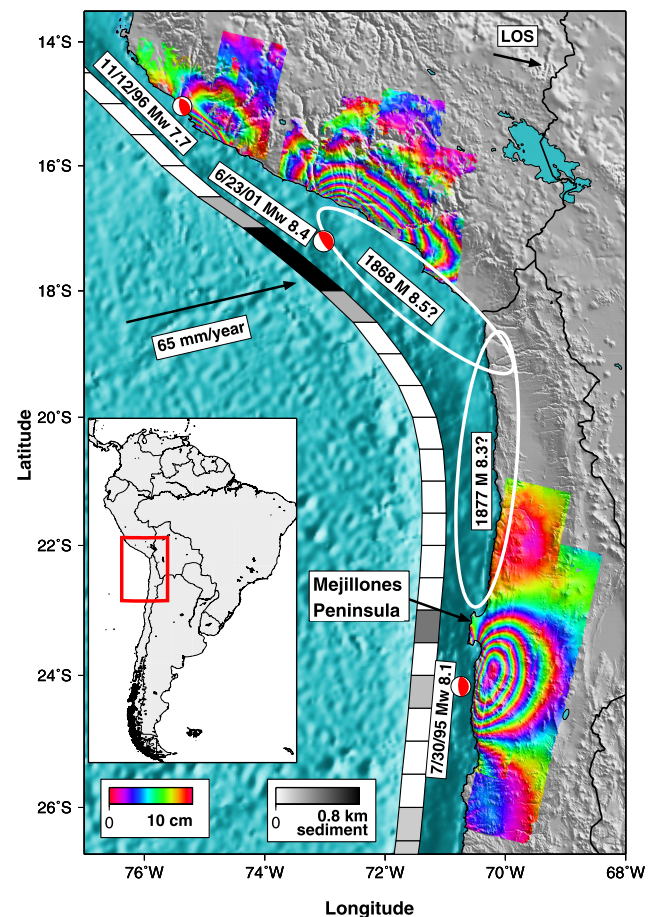 14°S
LOS
11/12/96 Mw 7.7
16°S
6/23/01 Mw 8.4
1868 M 8.5?
18°S
65 mm/year
20°S
Latitude
1877 M 8.3?
22°S
Mejillones
Peninsula
24°S
7/30/95 Mw 8.1
26°S
0
10 cm
0
0.8 km
sediment
76°W
74°W
72°W
70°W
68°W
Longitude